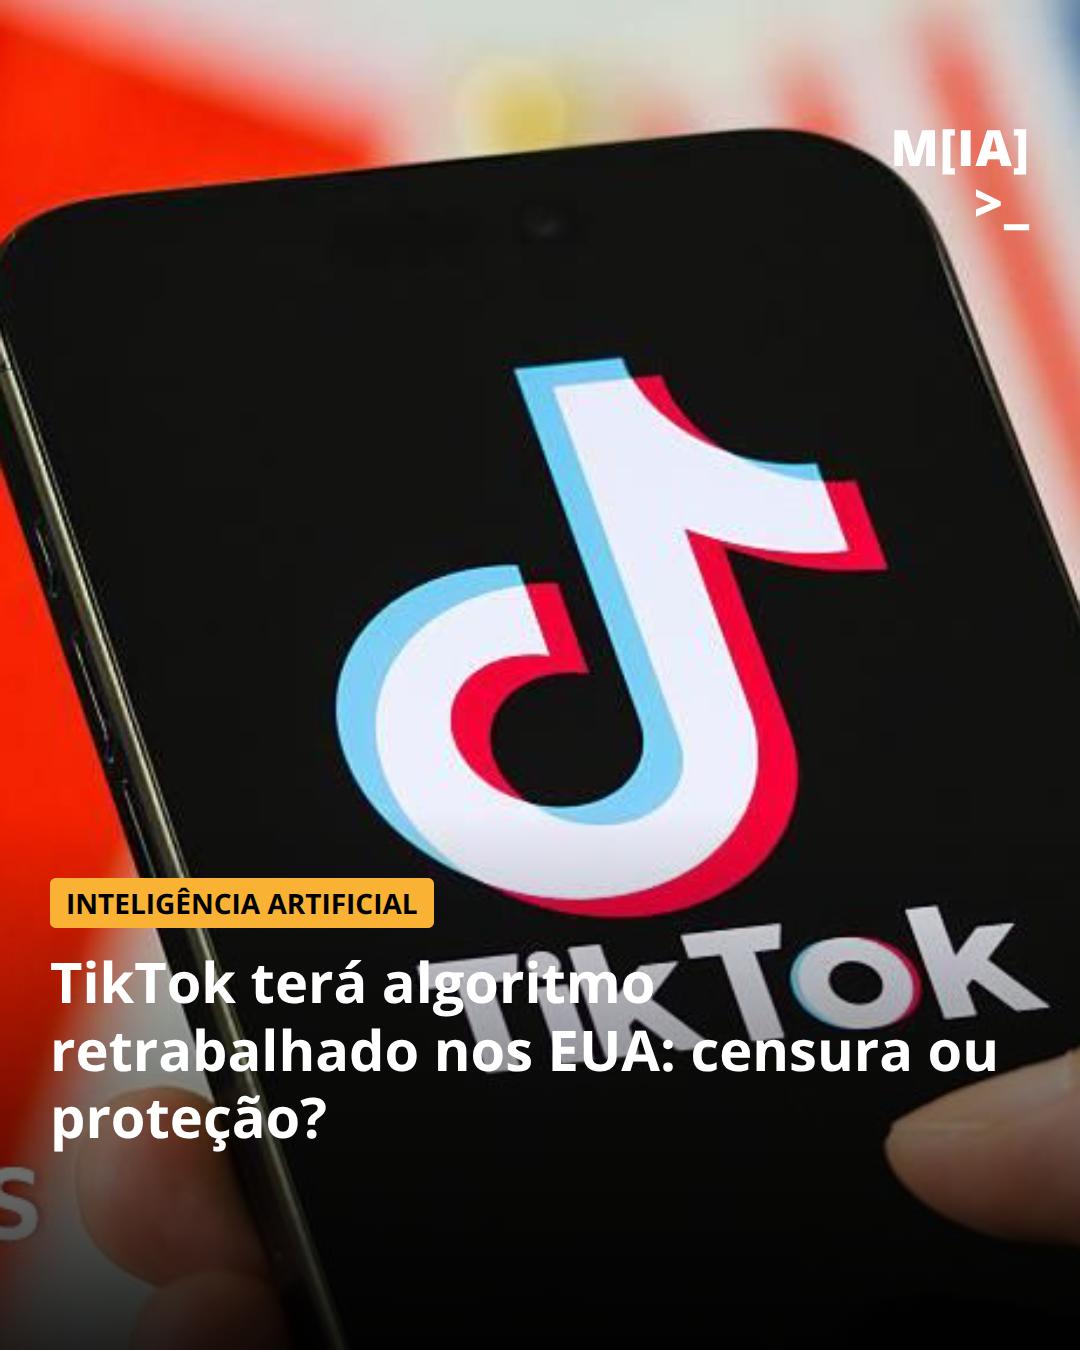 M[IA]
>_
INTELIGÊNCIA ARTIFICIAL
TikTok
TikTok terá algoritmo
retrabalhado nos EUA: censura ou
proteção?
S